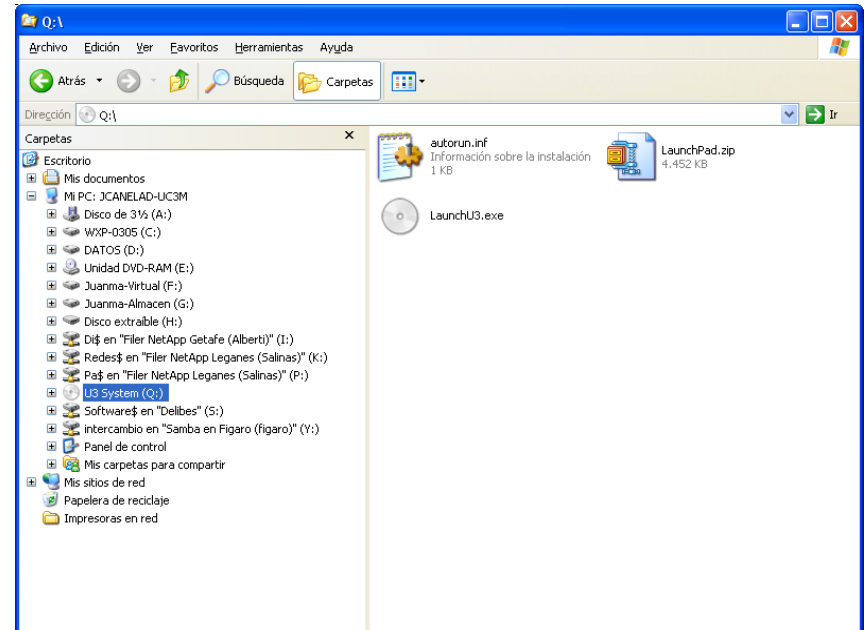 Q:\
Archivo Edición Ver Favoritos Herramientas Ayuda
Atrás Búsqueda Carpetas
Dirección Q:\ Ir
Carpetas
Escritorio
Mis documentos
Mi PC: JCANELAD-UC3M
Disco de 3½ (A:)
WXP-0305 (C:)
DATOS (D:)
Unidad DVD-RAM (E:)
Juanma-Virtual (F:)
Juanma-Almacen (G:)
Disco extraíble (H:)
Di$ en "Filer NetApp Getafe (Alberti)" (I:)
Redes$ en "Filer NetApp Leganes (Salinas)" (K:)
Pa$ en "Filer NetApp Leganes (Salinas)" (P:)
U3 System (Q:)
Software$ en "Delibes" (S:)
intercambio en "Samba en Figaro (figaro)" (Y:)
Panel de control
Mis carpetas para compartir
Mis sitios de red
Papelera de reciclaje
Impresoras en red
autorun.inf
Información sobre la instalación
1 KB
LaunchPad.zip
4.452 KB
LaunchU3.exe